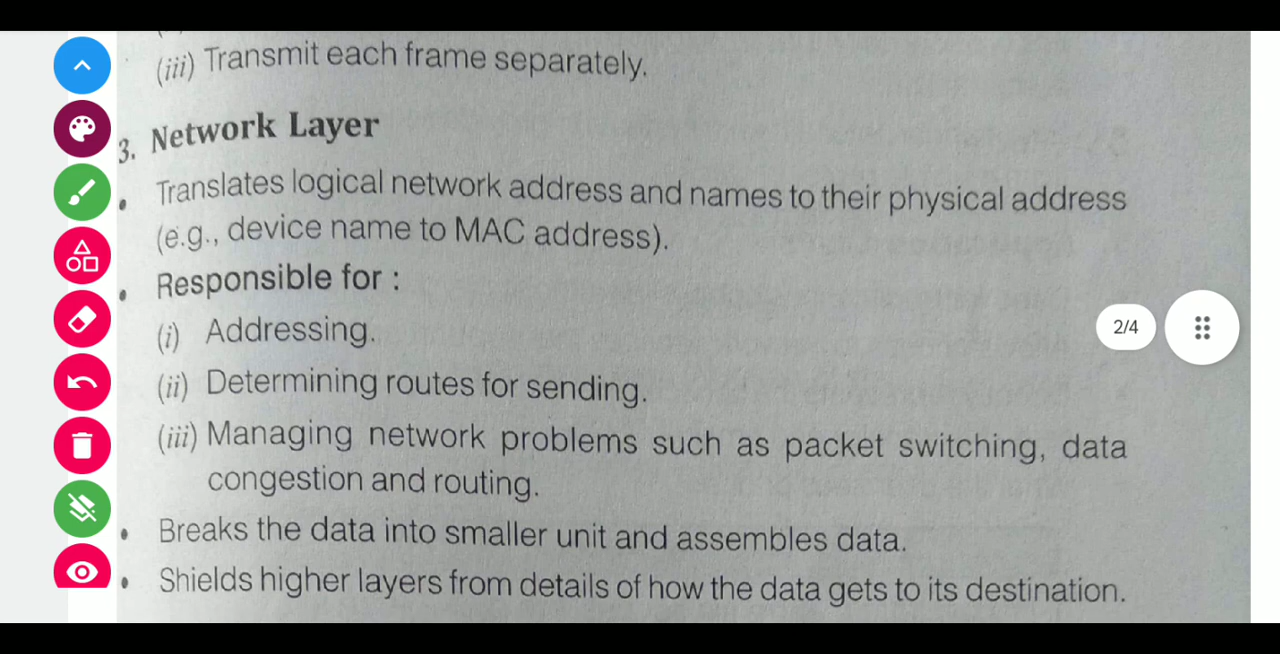 (iii) Transmit each frame separately.
3. Network Layer
• Translates logical network address and names to their physical address
(e.g., device name to MAC address).
• Responsible for :
(i) Addressing.
(ii) Determining routes for sending.
(iii) Managing network problems such as packet switching, data
congestion and routing.
• Breaks the data into smaller unit and assembles data.
• Shields higher layers from details of how the data gets to its destination.
2/4